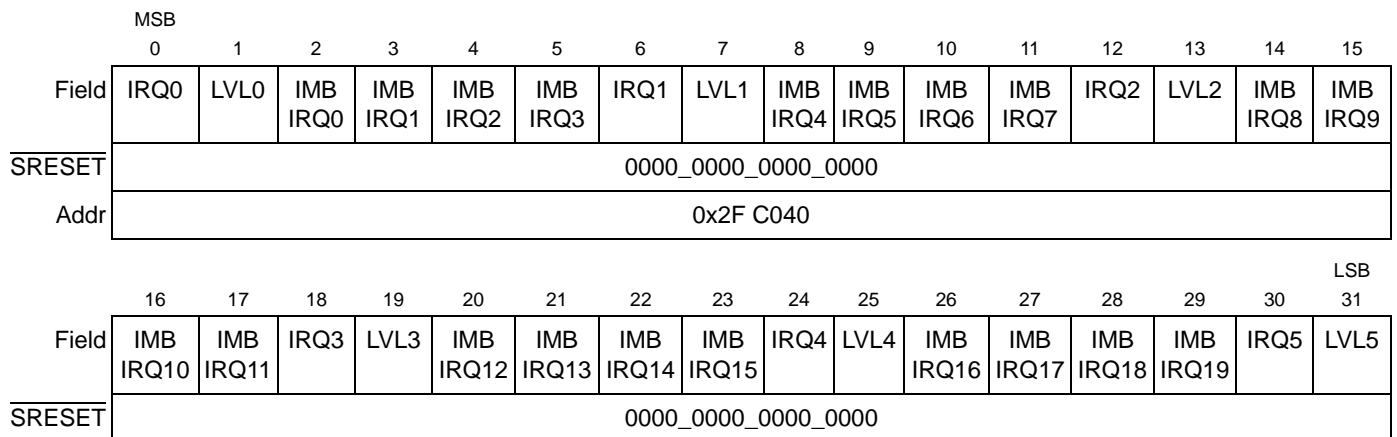 MSB
0 1 2 3 4 5 6 7 8 9 10 11 12 13 14 15
Field IRQ0 LVL0 IMB IMB IMB IMB IRQ1 LVL1 IMB IMB IMB IMB IRQ2 LVL2 IMB IMB
IRQ0 IRQ1 IRQ2 IRQ3 IRQ4 IRQ5 IRQ6 IRQ7 IRQ8 IRQ9
SRESET 0000_0000_0000_0000
Addr 0x2F C040
LSB
16 17 18 19 20 21 22 23 24 25 26 27 28 29 30 31
Field IMB IMB IRQ3 LVL3 IMB IMB IMB IMB IRQ4 LVL4 IMB IMB IMB IMB IRQ5 LVL5
IRQ10 IRQ11 IRQ12 IRQ13 IRQ14 IRQ15 IRQ16 IRQ17 IRQ18 IRQ19
SRESET 0000_0000_0000_0000